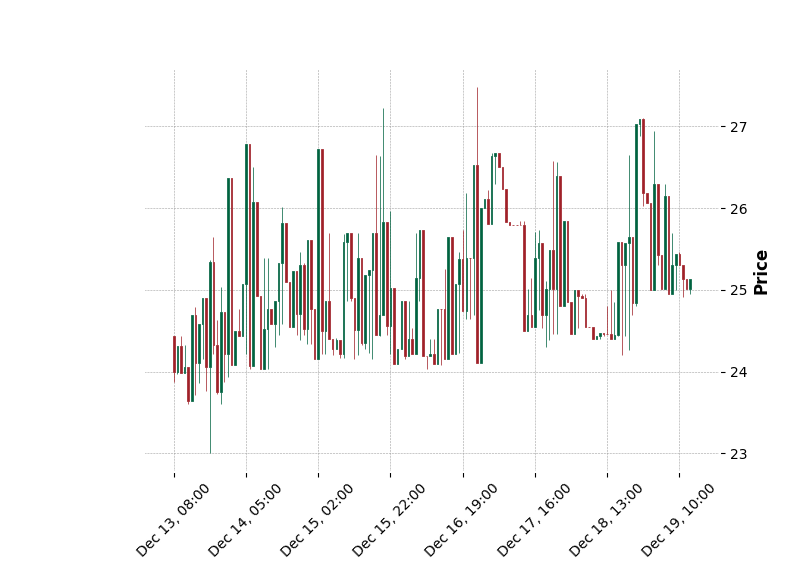 27
26
25
24
23
Price
Dec 13, 08:00
Dec 14, 05:00
Dec 15, 02:00
Dec 15, 22:00
Dec 16, 19:00
Dec 17, 16:00
Dec 18, 13:00
Dec 19, 10:00